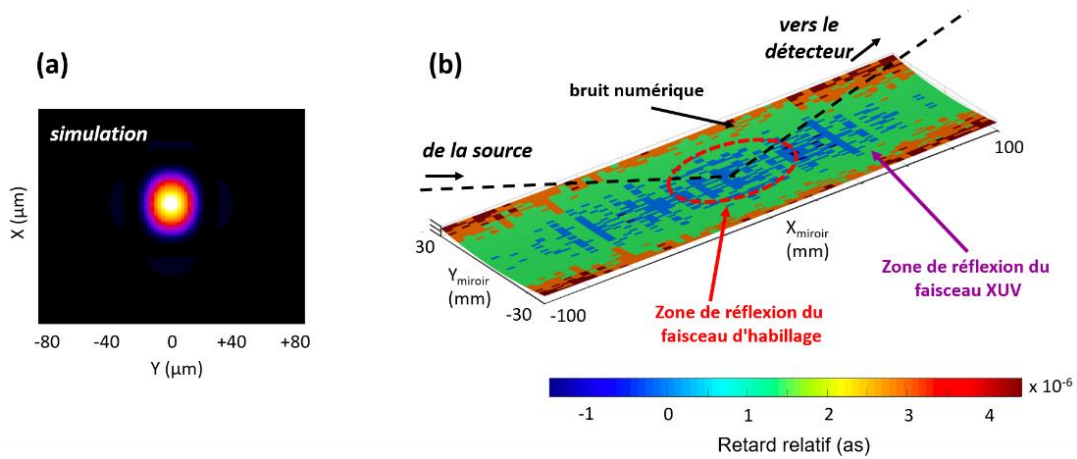 (a)
simulation
X (µm)
-80
-40
0
+40
+80
Y (µm)
(b)
vers le
détecteur
bruit numérique
de la source
30
Y miroir
(mm)
-30
-100
X miroir
(mm)
100
Zone de réflexion du
faisceau d'habillage
Zone de réflexion du
faisceau XUV
-1
0
1
2
3
4
x 10⁻⁶
Retard relatif (as)